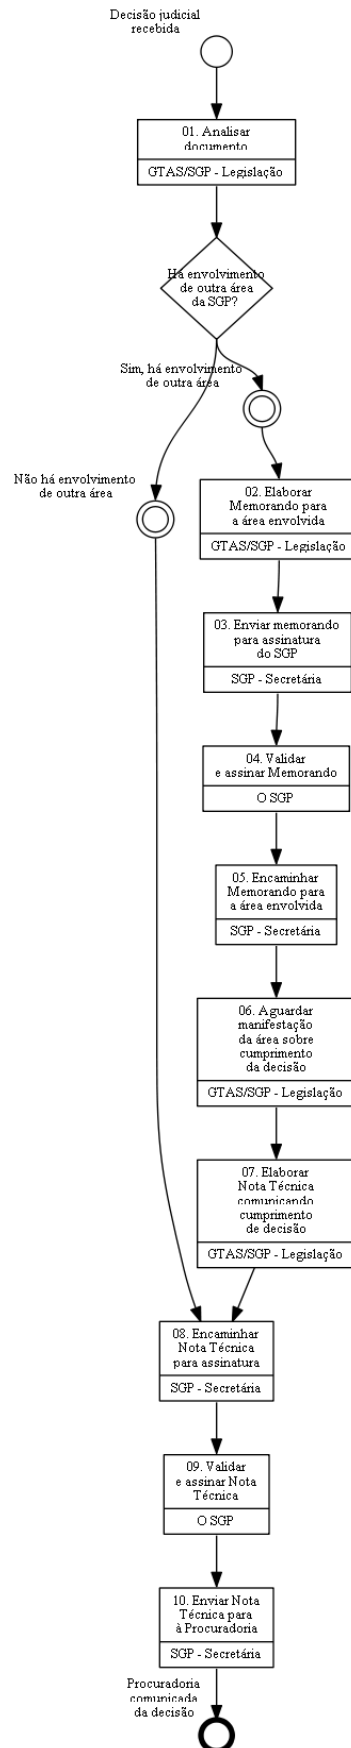 Decisão judicial
recebida
01. Analisar
documento
GTAS/SGP - Legislação
Há envolvimento
de outra área
da SGP?
Sim, há envolvimento
de outra área
Não há envolvimento
de outra área
02. Elaborar
Memorando para
a área envolvida
GTAS/SGP - Legislação
03. Enviar memorando
para assinatura
do SGP
SGP - Secretária
04. Validar
e assinar Memorando
O SGP
05. Encaminhar
Memorando para
a área envolvida
SGP - Secretária
06. Aguardar
manifestação
da área sobre
cumprimento
da decisão
GTAS/SGP - Legislação
07. Elaborar
Nota Técnica
comunicando
cumprimento
de decisão
GTAS/SGP - Legislação
08. Encaminhar
Nota Técnica
para assinatura
SGP - Secretária
09. Validar
e assinar Nota
Técnica
O SGP
10. Enviar Nota
Técnica para
à Procuradoria
SGP - Secretária
Procuradoria
comunicada
da decisão